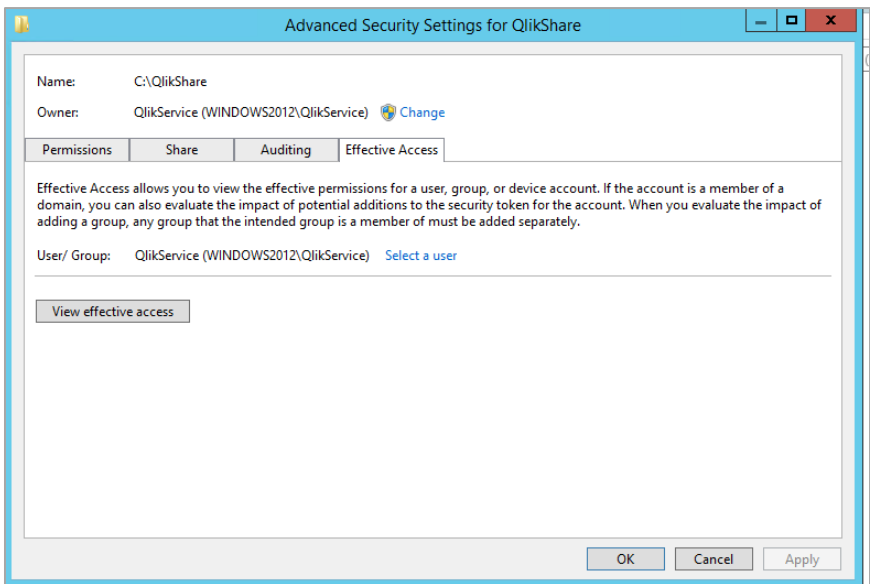 Advanced Security Settings for QlikShare
Name: C:\QlikShare
Owner: QlikService (WINDOWS2012\QlikService) Change
Permissions Share Auditing Effective Access
Effective Access allows you to view the effective permissions for a user, group, or device account. If the account is a member of a
domain, you can also evaluate the impact of potential additions to the security token for the account. When you evaluate the impact of
adding a group, any group that the intended group is a member of must be added separately.
User/ Group: QlikService (WINDOWS2012\QlikService) Select a user
View effective access
OK Cancel Apply